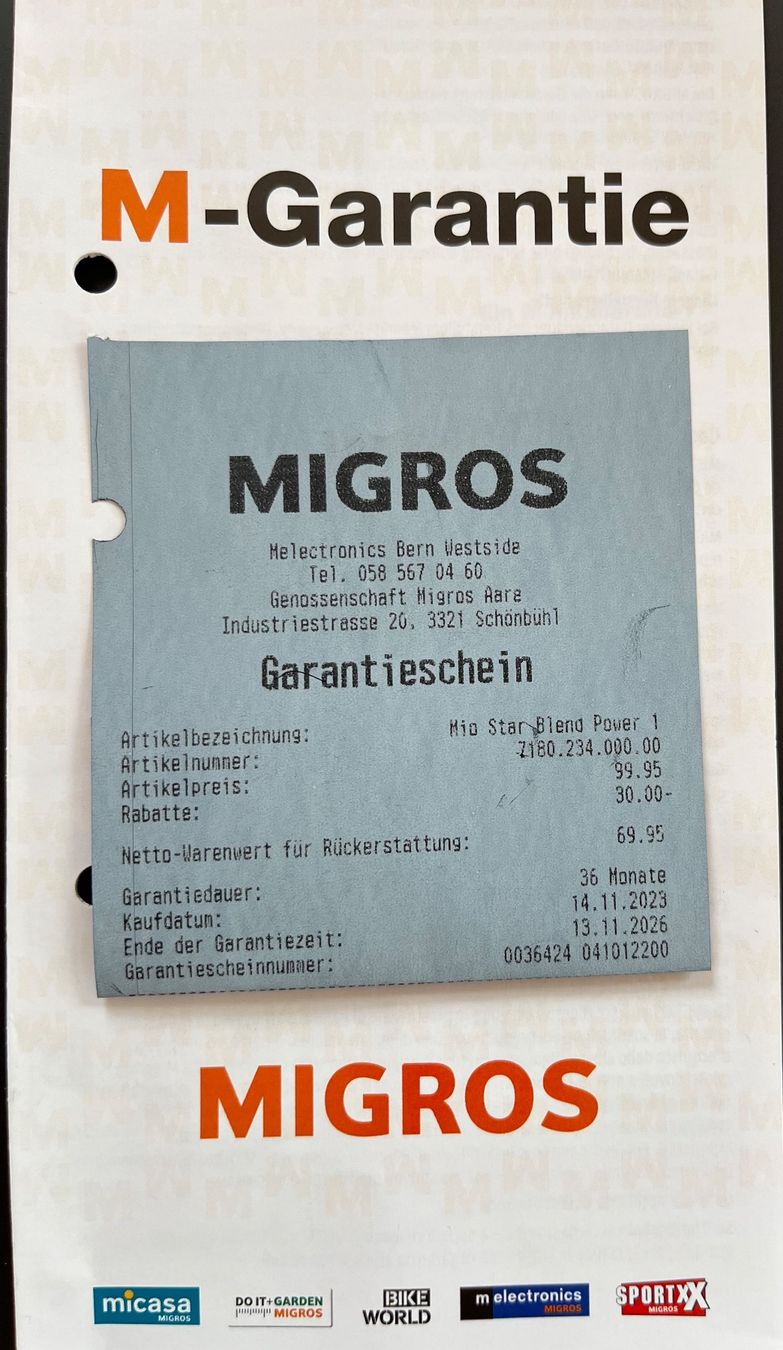 M-Garantie
MIGROS
Melectronics Bern Westside
Tel. 058 567 04 60
Genossenschaft Migros Aare
Industriestrasse 20, 3321 Schönbühl
Garantieschein
Artikelbezeichnung: Mio Star Blend Power 1
Artikelnummer: 7180.234.000.00
Artikelpreis: 99.95
Rabatte: 30.00-
Netto-Warenwert für Rückerstattung: 69.95
Garantiedauer: 36 Monate
Kaufdatum: 14.11.2023
Ende der Garantiezeit: 13.11.2026
Garantiescheinnummer: 0036424 041012200
MIGROS
micasa MIGROS
DO IT+GARDEN MIGROS
BIKE WORLD
melectronics MIGROS
SPORTXX MIGROS